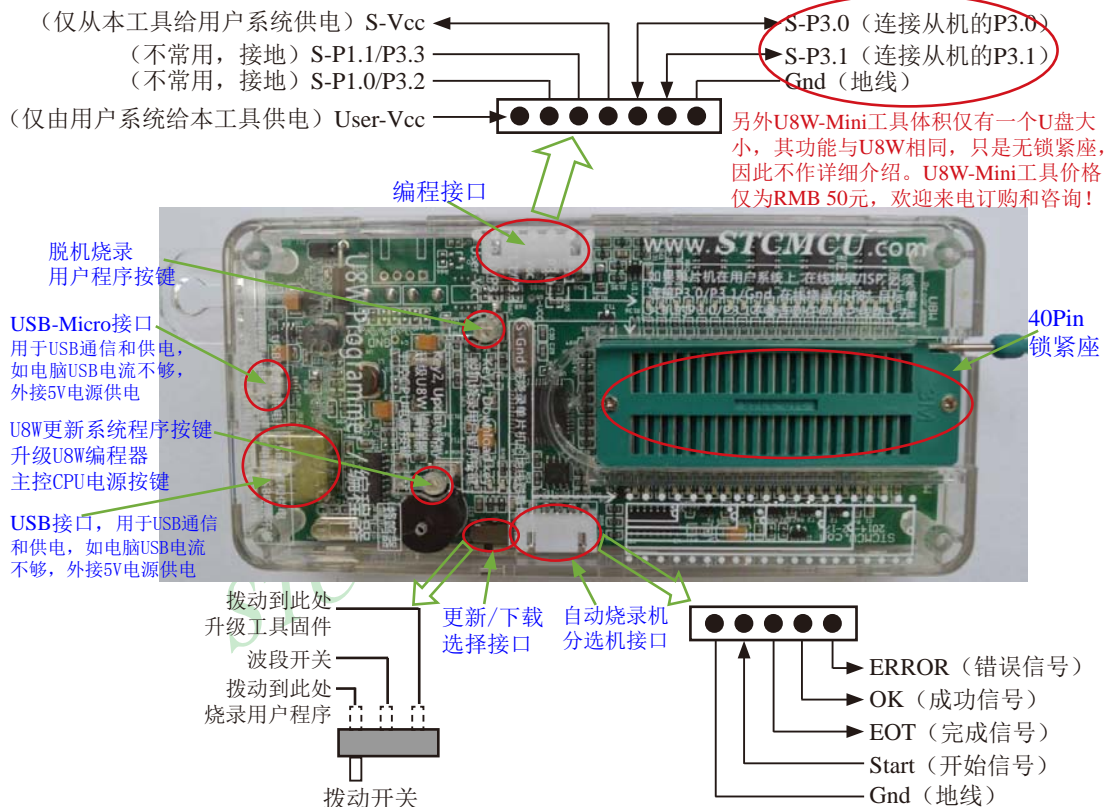 （仅从本工具给用户系统供电）S-Vcc
（不常用，接地）S-P1.1/P3.3
（不常用，接地）S-P1.0/P3.2
（仅由用户系统给本工具供电）User-Vcc
S-P3.0（连接从机的P3.0）
S-P3.1（连接从机的P3.1）
Gnd（地线）
另外U8W-Mini工具体积仅有一个U盘大
小，其功能与U8W相同，只是无锁紧座，
因此不作详细介绍。U8W-Mini工具价格
仅为RMB 50元，欢迎来电订购和咨询！
编程接口
脱机烧录
用户程序按键
USB-Micro接口
用于USB通信和供电，
如电脑USB电流不够，
外接5V电源供电
U8W更新系统程序按键
升级U8W编程器
主控CPU电源按键
USB接口，用于USB通信
和供电，如电脑USB电流
不够，外接5V电源供电
www.STCMCU.com
U8W Programmer/编程器
40Pin
锁紧座
更新/下载
选择接口
自动烧录机
分选机接口
拨动到此处
升级工具固件
波段开关
拨动到此处
烧录用户程序
拨动开关
ERROR（错误信号）
OK（成功信号）
EOT（完成信号）
Start（开始信号）
Gnd（地线）